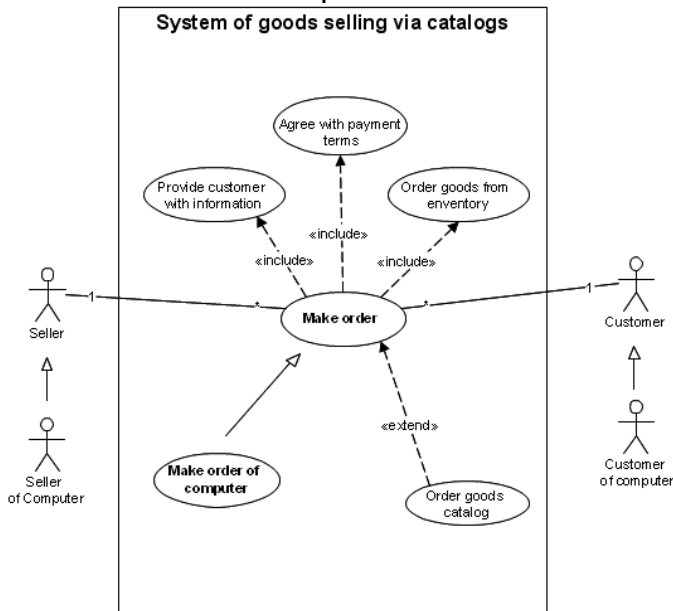 System of goods selling via catalogs
Agree with payment
terms
Provide customer
with information
Order goods from
enventory
«include»
«include»
«include»
1
*
*
1
Seller
Make order
Customer
«extend»
Make order of
computer
Seller
of Computer
Customer
of computer
Order goods
catalog